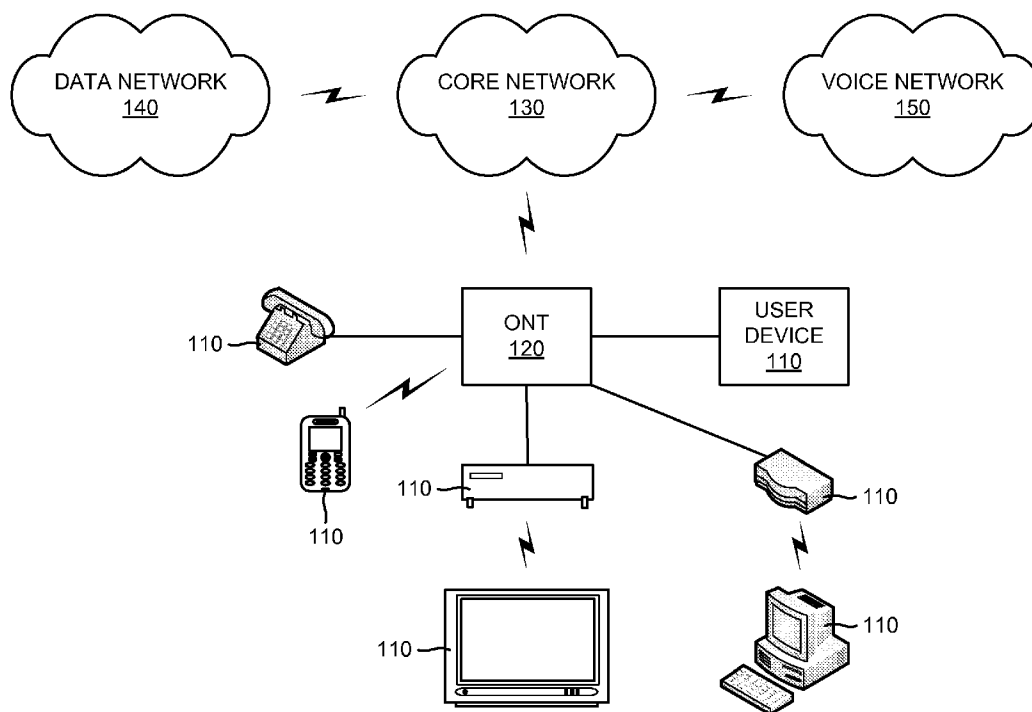 DATA NETWORK
140
CORE NETWORK
130
VOICE NETWORK
150
ONT
120
USER
DEVICE
110
110
110
110
110
110
110